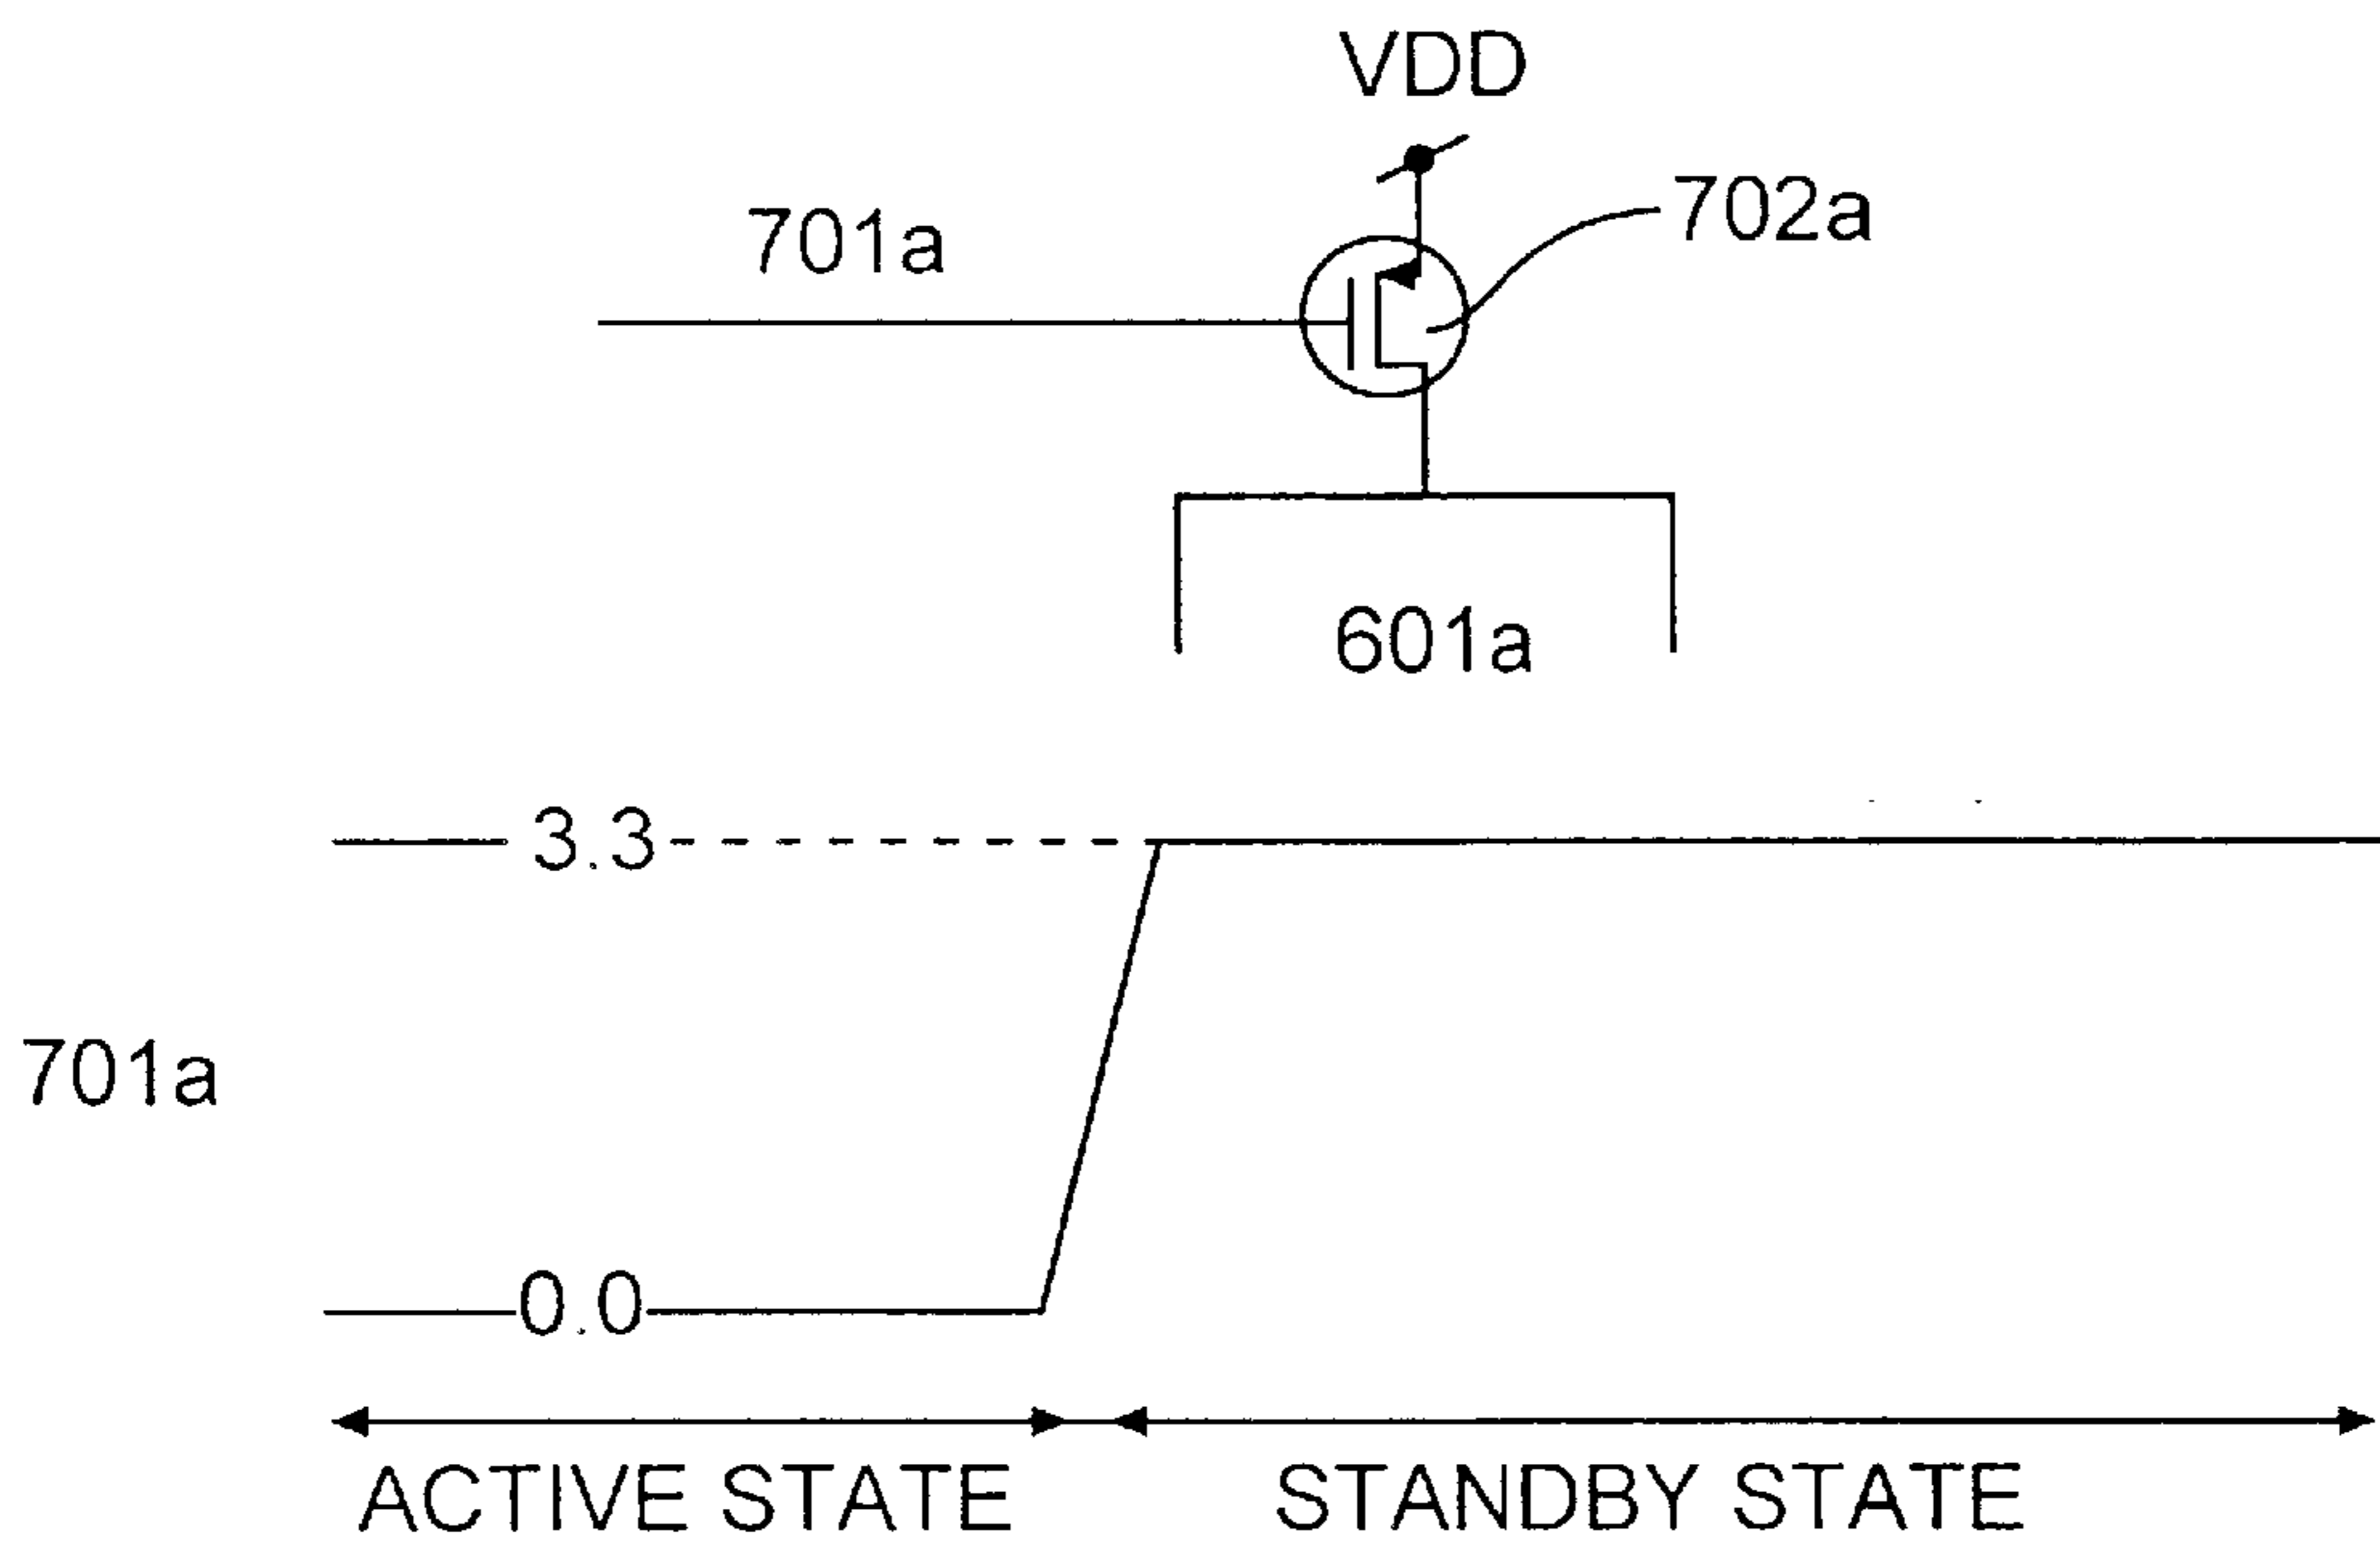 VDD
702a
701a
601a
3.3
701a
0.0
ACTIVE STATE
STANDBY STATE